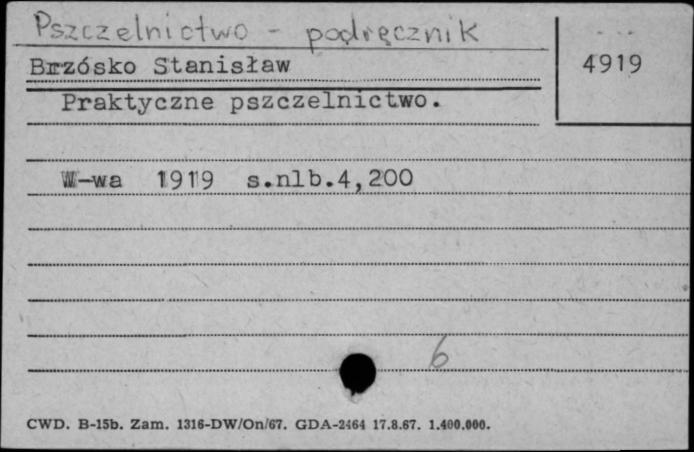 Pszczelnictwo - podręcznik
Brzósko Stanisław
4919
Praktyczne pszczelnictwo.
W-wa 1919 s.nlb.4,200
6
CWD. B-15b. Zam. 1316-DW/On/67. GDA-2464 17.8.67. 1.400.000.